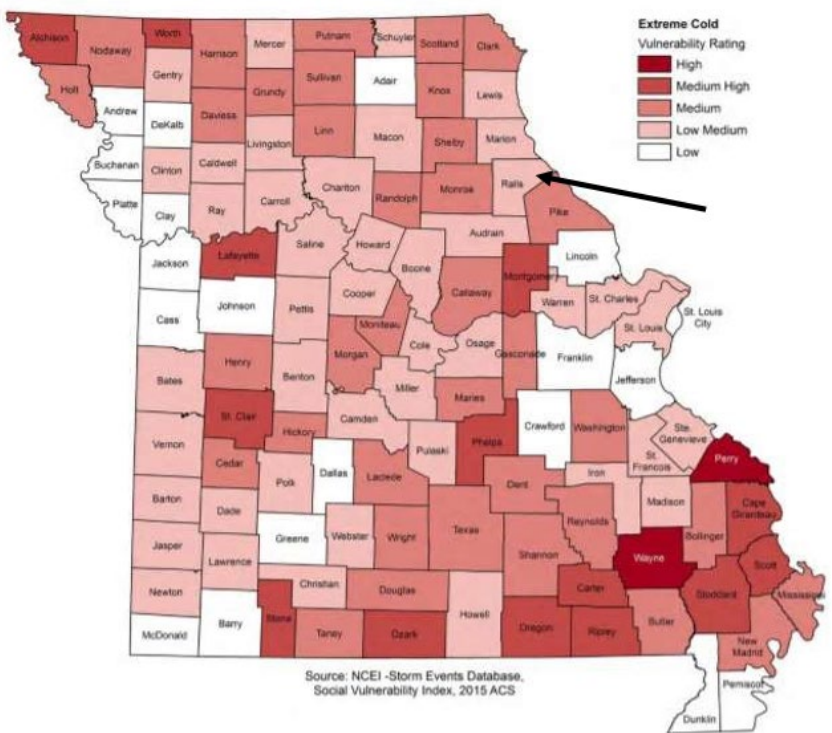 Extreme Cold
Vulnerability Rating
High
Medium High
Medium
Low Medium
Low
Atchison
Nodaway
Worth
Harrison
Mercer
Putnam
Schuyler
Scotland
Clark
Holt
Gentry
Grundy
Sullivan
Adair
Knox
Lewis
Andrew
DeKalb
Daviess
Livingston
Linn
Macon
Shelby
Marion
Buchanan
Clinton
Caldwell
Chariton
Randolph
Monroe
Ralls
Pike
Platte
Clay
Ray
Carroll
Audrain
Jackson
Lafayette
Saline
Howard
Boone
Callaway
Montgomery
Lincoln
Warren
St. Charles
St. Louis
St. Louis
City
Cass
Johnson
Pettis
Cooper
Moniteau
Cole
Osage
Gasconade
Franklin
Jefferson
Bates
Henry
Benton
Morgan
Miller
Maries
Vernon
St. Clair
Hickory
Camden
Pulaski
Phelps
Crawford
Washington
Ste.
Genevieve
St.
Francois
Perry
Barton
Cedar
Polk
Dallas
Laclede
Dent
Iron
Madison
Cape
Girardeau
Dade
Jasper
Lawrence
Greene
Webster
Wright
Texas
Shannon
Reynolds
Wayne
Bollinger
Scott
Newton
Christian
Douglas
Howell
Carter
Stoddard
Mississippi
McDonald
Barry
Stone
Taney
Ozark
Oregon
Ripley
Butler
New
Madrid
Pemiscot
Dunklin
Source: NCEI -Storm Events Database,
Social Vulnerability Index, 2015 ACS